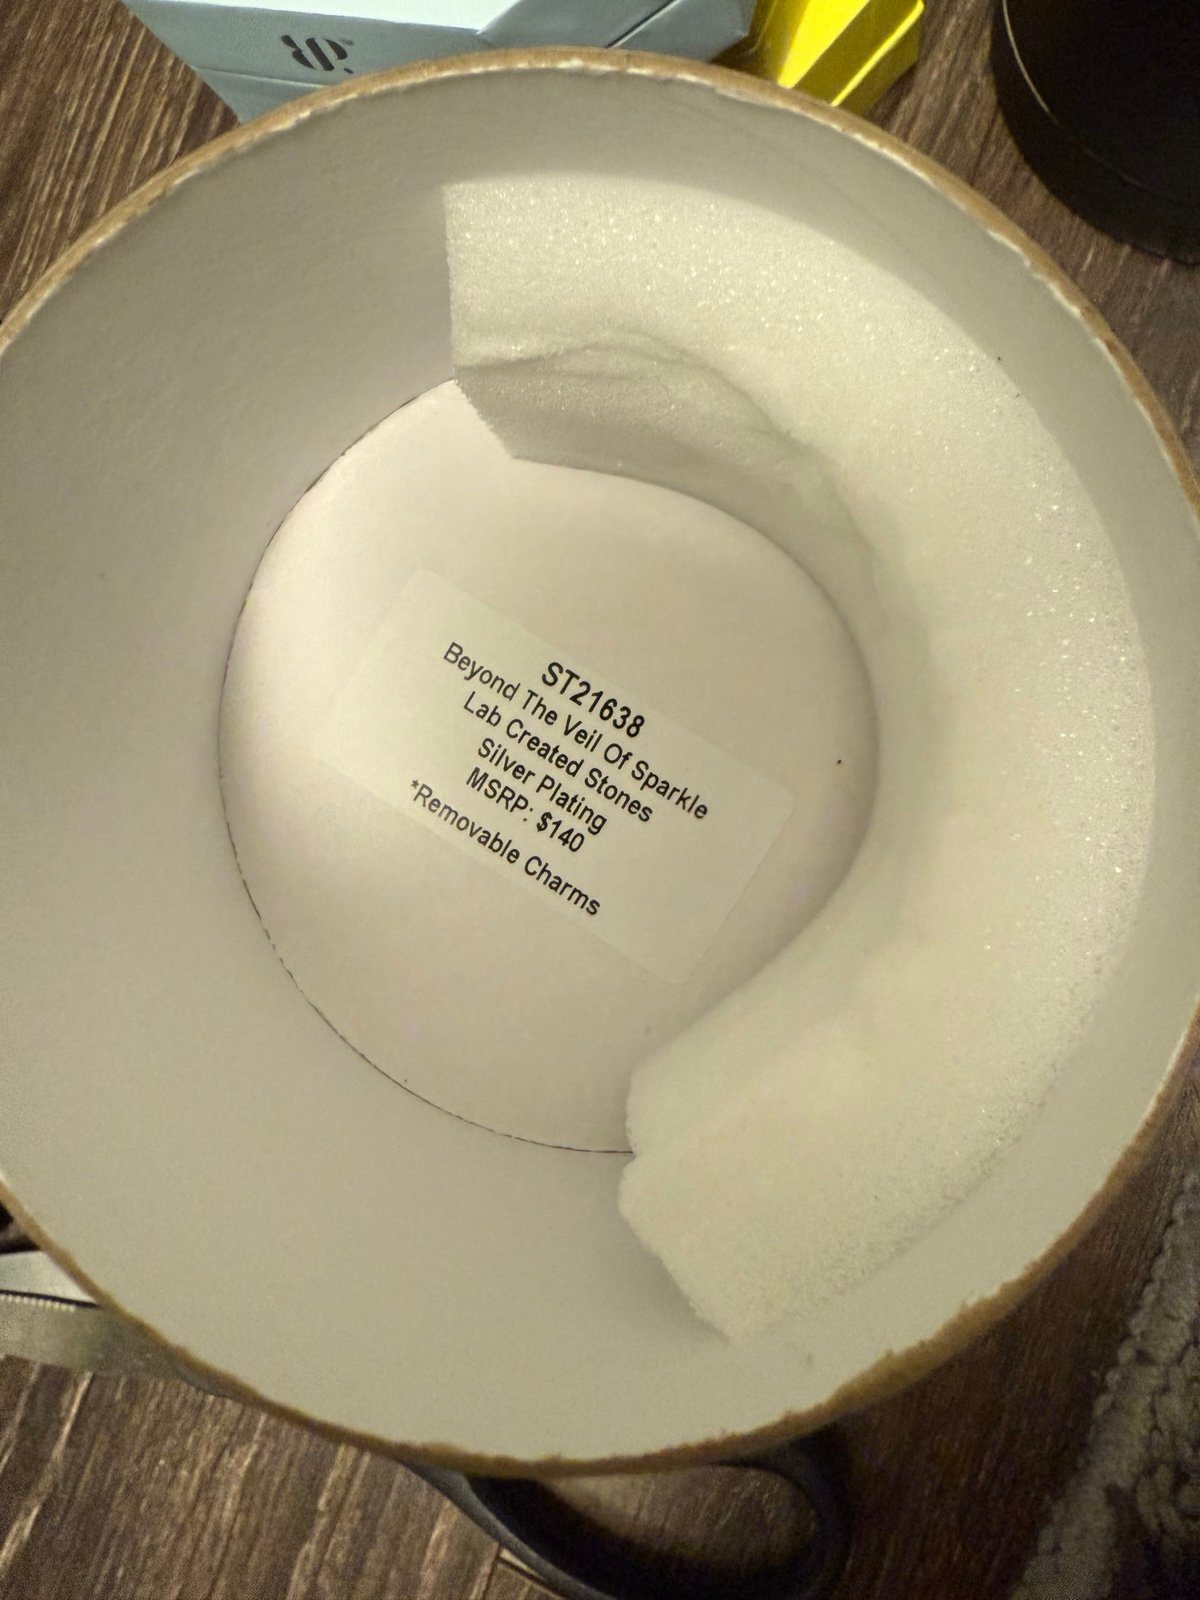 ST21638
Beyond The Veil Of Sparkle
Lab Created Stones
Silver Plating
MSRP: $140
*Removable Charms